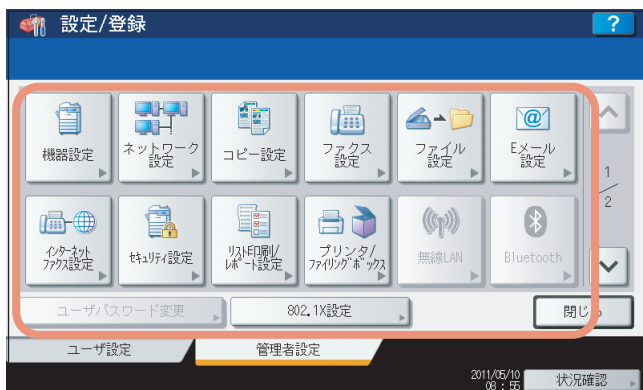 設定/登録
?
機器設定
ネットワーク
設定
コピー設定
ファクス
設定
ファイル
設定
Eメール
設定
1
2
インターネット
ファクス設定
セキュリティ設定
リスト印刷/
レポート設定
プリンタ/
ファイリングボックス
無線LAN
Bluetooth
ユーザパスワード変更
802.1X設定
ユーザ設定
管理者設定
2011/05/10
08:55
状況確認